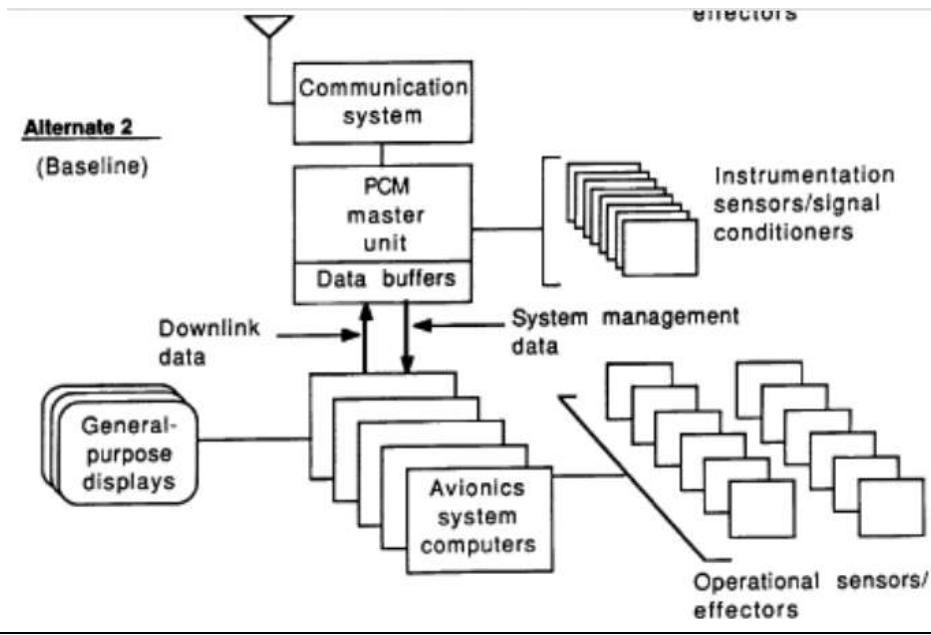 effectors
Communication
system
Alternate 2
(Baseline)
PCM
master
unit
Data buffers
Instrumentation
sensors/signal
conditioners
Downlink
data
System management
data
General-
purpose
displays
Avionics
system
computers
Operational sensors/
effectors